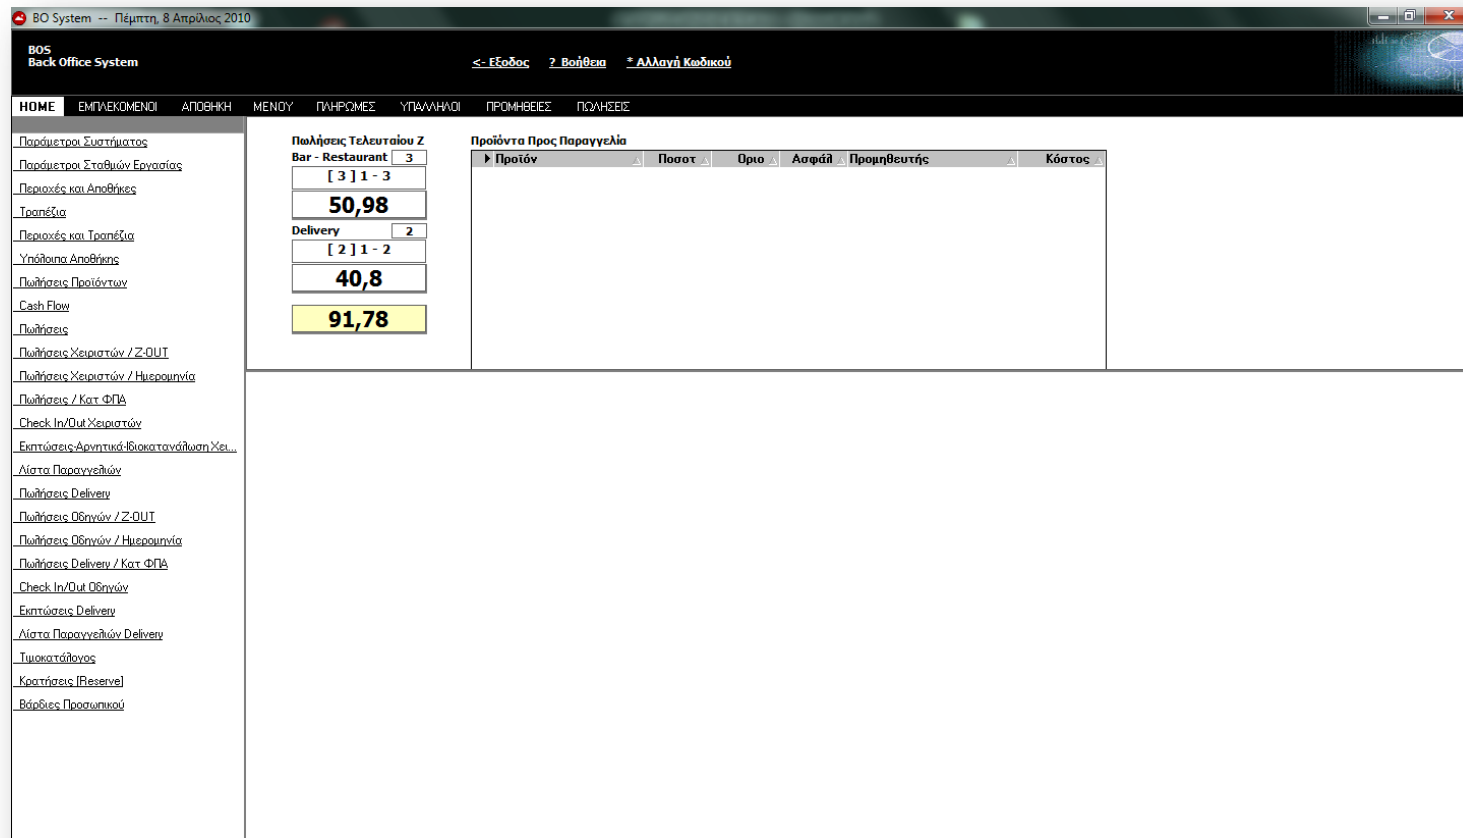 BO System -- Πέμπτη, 8 Απρίλιος 2010
BOS
Back Office System
<- Εξοδος ? Βοήθεια * Αλλαγή Κωδικού
HOME ΕΜΠΛΕΚΟΜΕΝΟΙ ΑΠΟΘΗΚΗ ΜΕΝΟΥ ΠΛΗΡΩΜΕΣ ΥΠΑΛΛΗΛΟΙ ΠΡΟΜΗΘΕΙΕΣ ΠΩΛΗΣΕΙΣ
Παράμετροι Συστήματος
Παράμετροι Σταθμών Εργασίας
Περιοχές και Αποθήκες
Τραπέζια
Περιοχές και Τραπέζια
Υπόλοιπα Αποθήκης
Πωλήσεις Προϊόντων
Cash Flow
Πωλήσεις
Πωλήσεις Χειριστών / Z-OUT
Πωλήσεις Χειριστών / Ημερομηνία
Πωλήσεις / Κατ ΦΠΑ
Check In/Out Χειριστών
Εκπτώσεις-Αρνητικά-Ιδιοκατανάλωση Χει...
Λίστα Παραγγελιών
Πωλήσεις Delivery
Πωλήσεις Οδηγών / Z-OUT
Πωλήσεις Οδηγών / Ημερομηνία
Πωλήσεις Delivery / Κατ ΦΠΑ
Check In/Out Οδηγών
Εκπτώσεις Delivery
Λίστα Παραγγελιών Delivery
Τιμοκατάλογος
Κρατήσεις [Reserve]
Βάρδιες Προσωπικού
Πωλήσεις Τελευταίου Z
Bar - Restaurant 3
[ 3 ] 1 - 3
50,98
Delivery 2
[ 2 ] 1 - 2
40,8
91,78
Προϊόντα Προς Παραγγελία
Προϊόν Ποσοτ Οριο Ασφάλ Προμηθευτής Κόστος